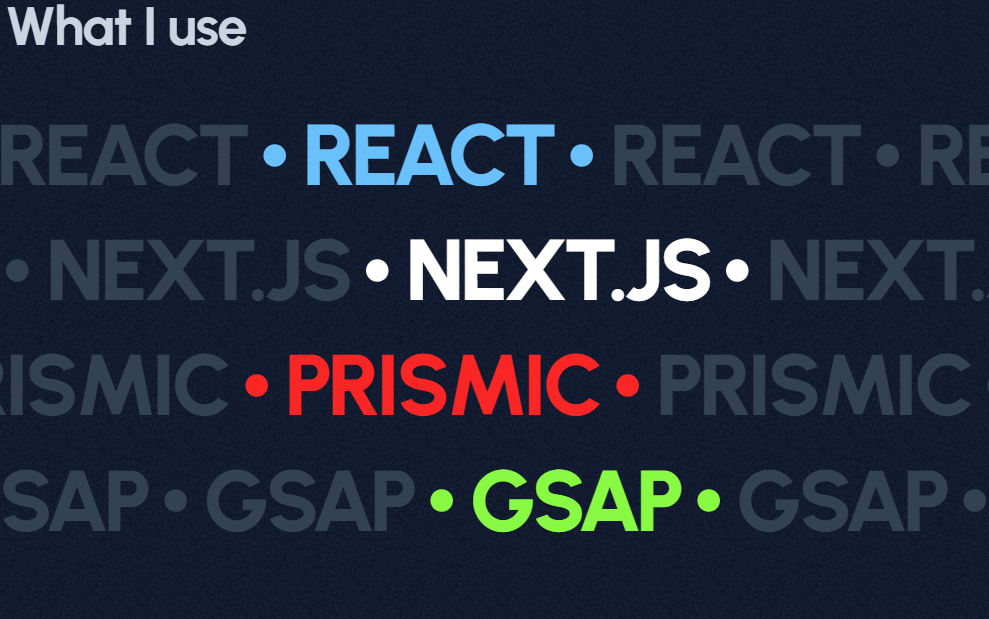 What I use
REACT • REACT • REACT • RE
• NEXT.JS • NEXT.JS • NEXT.
RISMIC • PRISMIC • PRISMIC •
SAP • GSAP • GSAP • GSAP •